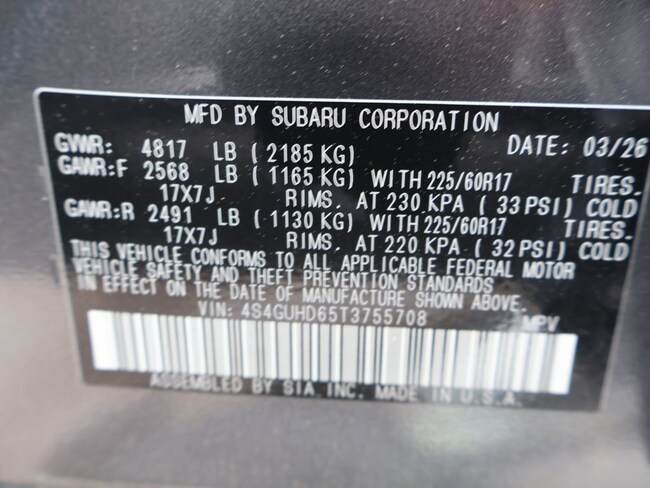 MFD BY SUBARU CORPORATION
GVWR: 4817 LB ( 2185 KG) DATE: 03/26
GAWR:F 2568 LB ( 1165 KG) WITH 225/60R17 TIRES.
17X7J RIMS. AT 230 KPA ( 33 PSI) COLD
GAWR:R 2491 LB ( 1130 KG) WITH 225/60R17 TIRES.
17X7J RIMS. AT 220 KPA ( 32 PSI) COLD
THIS VEHICLE CONFORMS TO ALL APPLICABLE FEDERAL MOTOR
VEHICLE SAFETY AND THEFT PREVENTION STANDARDS
IN EFFECT ON THE DATE OF MANUFACTURE SHOWN ABOVE.
VIN: 4S4GUHD65T3755708 MPV
ASSEMBLED BY SIA.INC. MADE IN U.S.A.